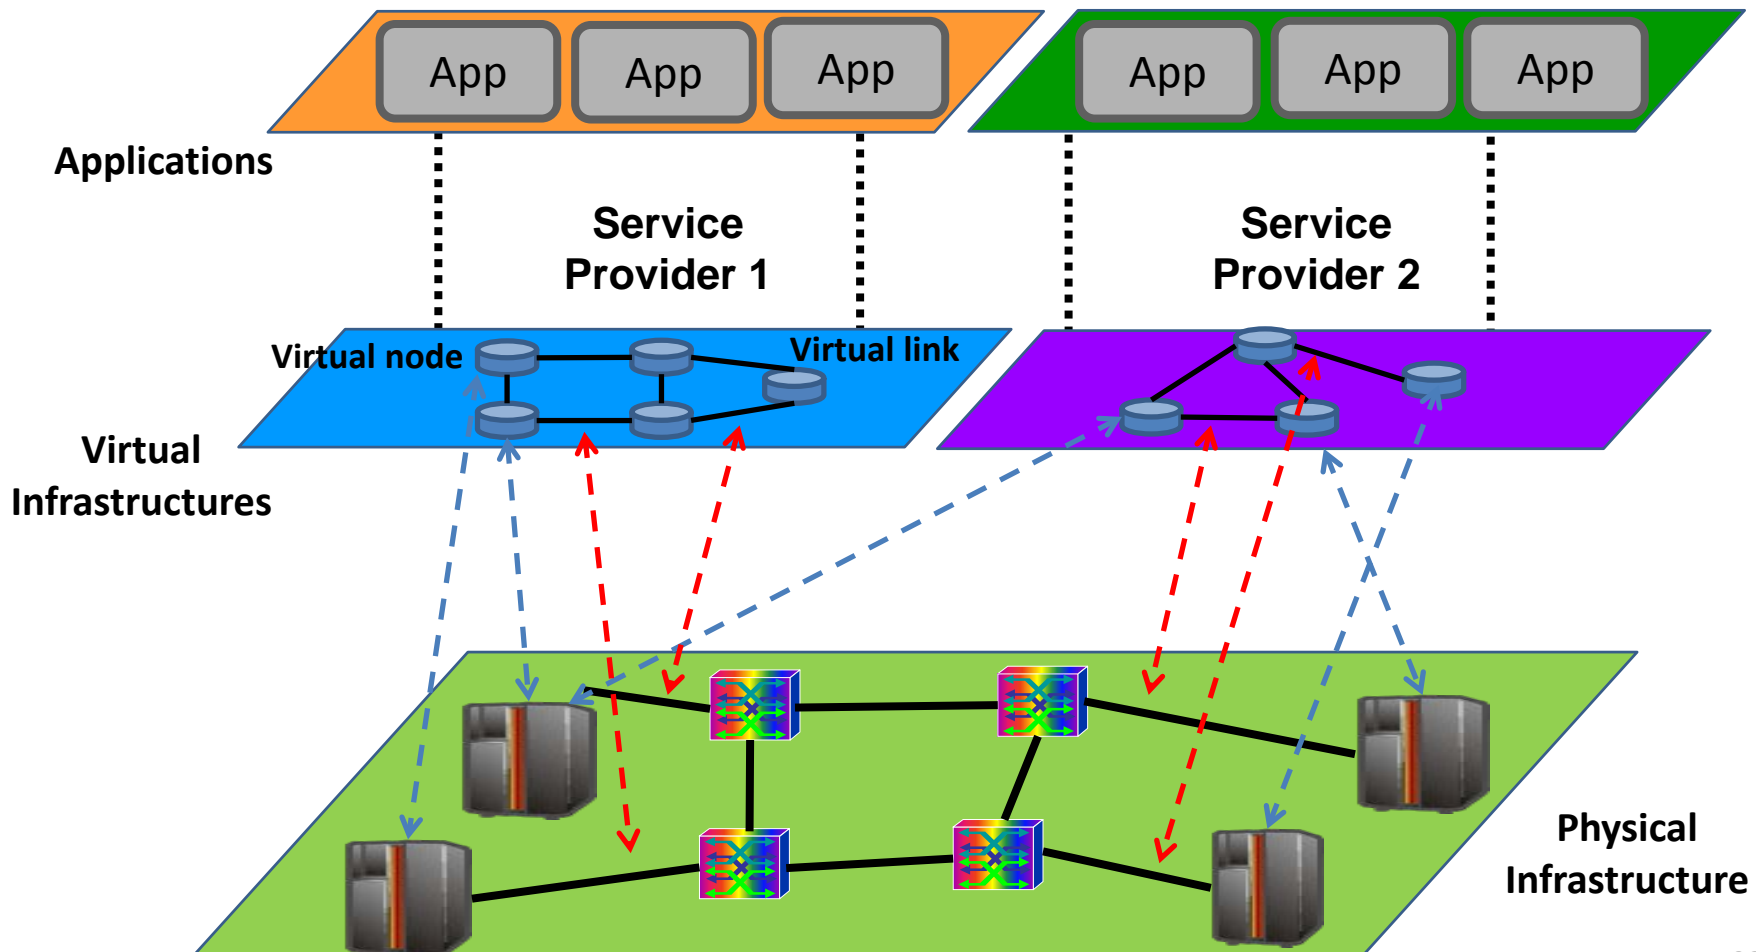 App App App App App App
Applications
Service
Provider 1
Service
Provider 2
Virtual node
Virtual link
Virtual
Infrastructures
Physical
Infrastructure